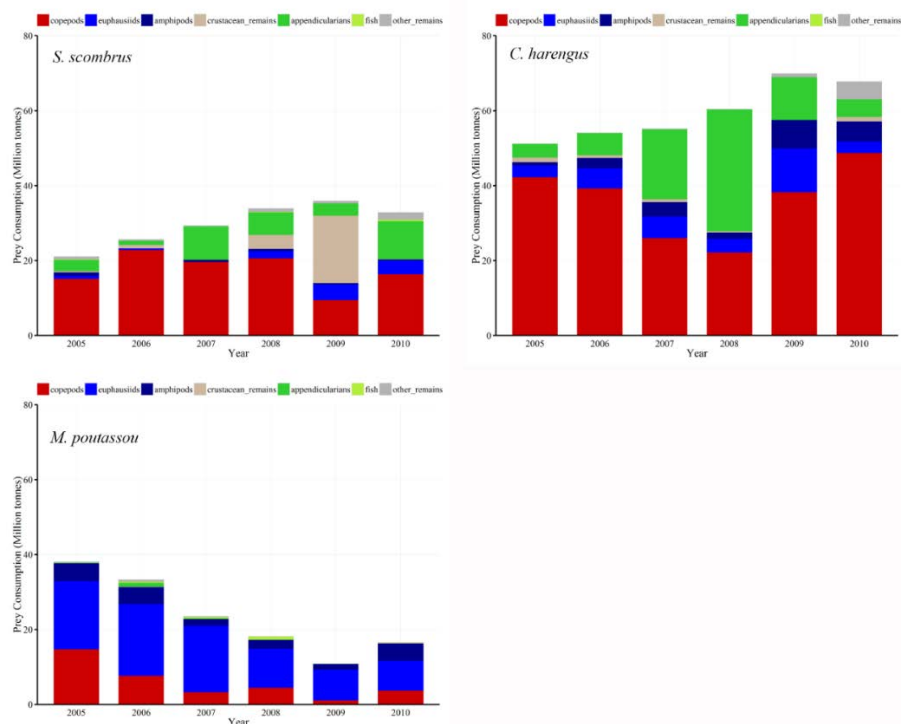 copepods euphausiids amphipods crustacean_remains appendicularians fish other_remains
S. scombrus
Prey Consumption (Million tonnes)
80
60
40
20
0
2005 2006 2007 2008 2009 2010
Year
copepods euphausiids amphipods crustacean_remains appendicularians fish other_remains
C. harengus
Prey Consumption (Million tonnes)
80
60
40
20
0
2005 2006 2007 2008 2009 2010
Year
copepods euphausiids amphipods crustacean_remains appendicularians fish other_remains
M. poutassou
Prey Consumption (Million tonnes)
80
60
40
20
0
2005 2006 2007 2008 2009 2010
Year